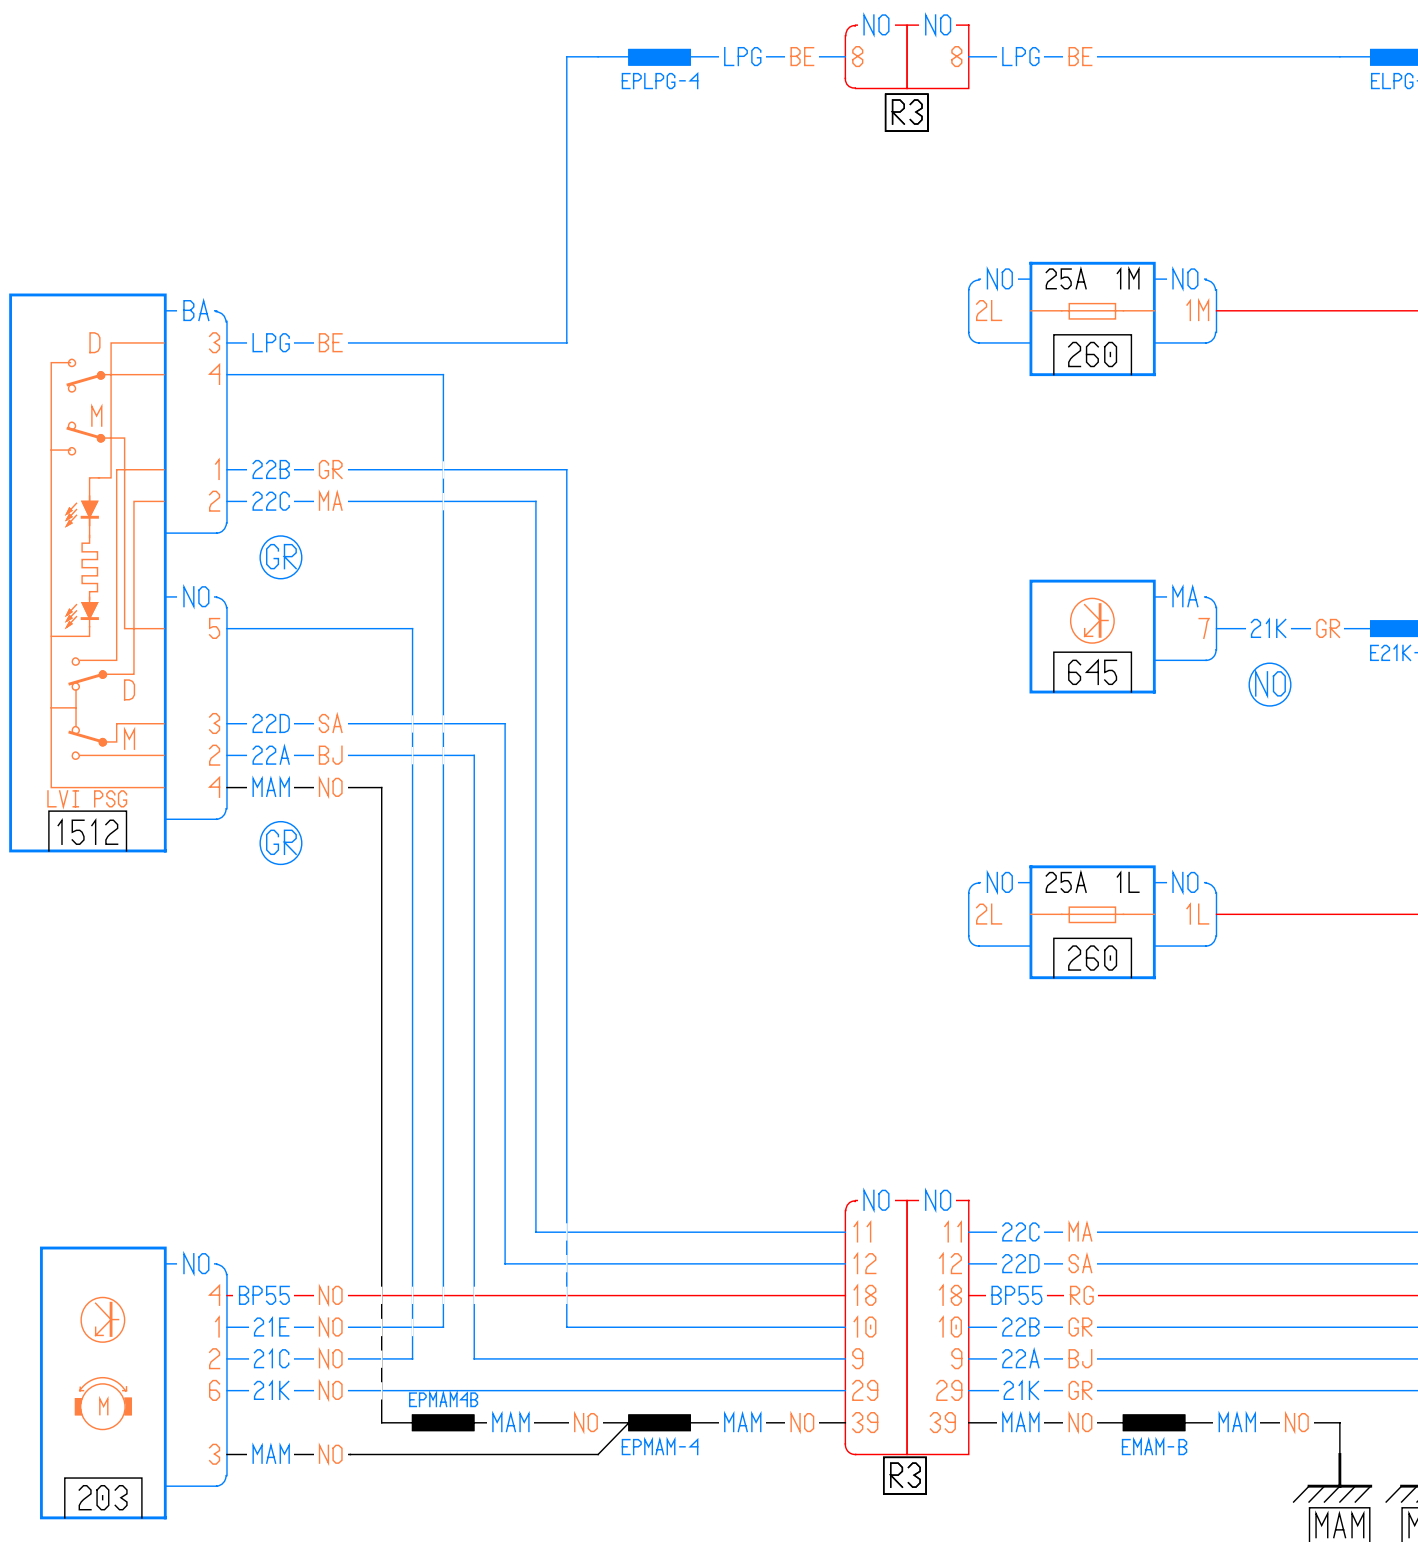 NO NO
8 LPG BE 8 LPG BE
EPLPG-4 ELPG-
R3
NO 25A 1M NO
2L 1M
260
BA
D 3 LPG BE
4
M
1 22B GR
2 22C MA
GR
NO
5
MA
7 21K GR
645 E21K-
NO
D
3 22D SA
M 2 22A BJ
4 MAM NO
LVI PSG
1512
GR
NO 25A 1L NO
2L 1L
260
NO NO
11 11 22C MA
12 12 22D SA
NO
4 BP55 NO 18 18 BP55 RG
1 21E NO 10 10 22B GR
2 21C NO 9 9 22A BJ
6 21K NO 29 29 21K GR
M
EPMAM4B
MAM NO MAM NO 39 39 MAM NO MAM NO
EPMAM-4 EMAM-B
3 MAM NO
203
R3
MAM